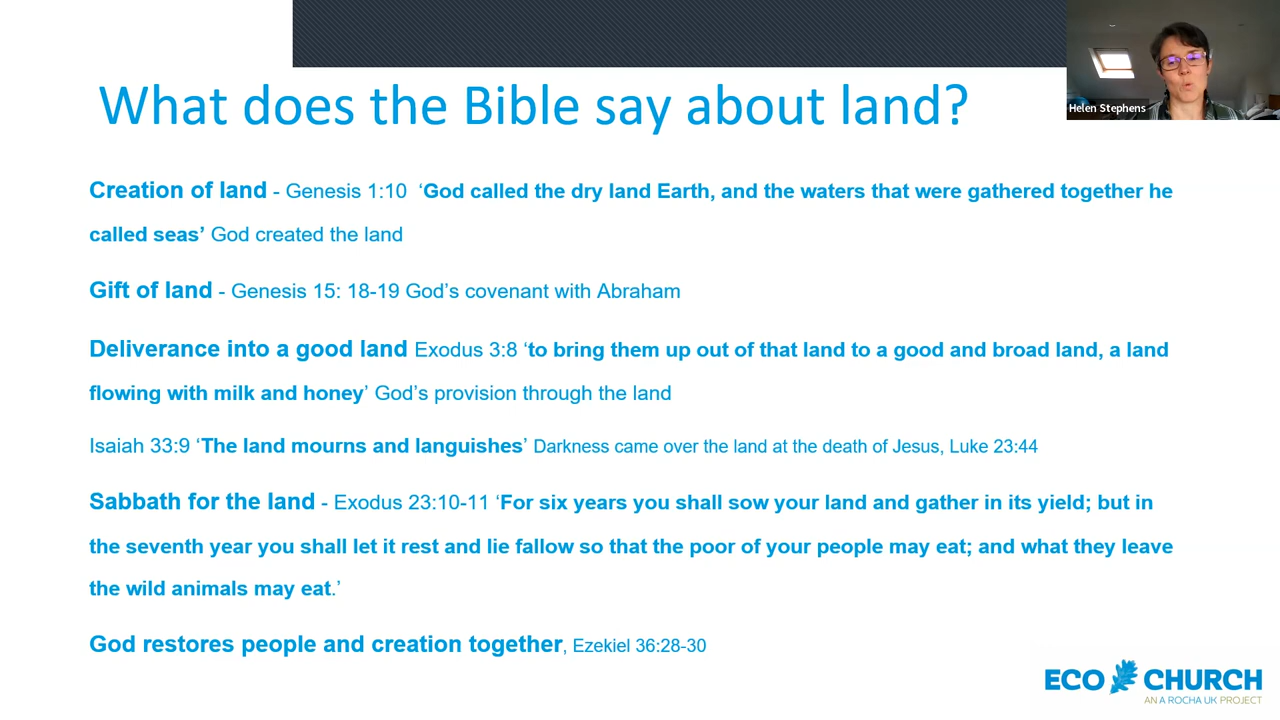 Helen Stephens
What does the Bible say about land?
Creation of land - Genesis 1:10 ‘God called the dry land Earth, and the waters that were gathered together he
called seas’ God created the land
Gift of land - Genesis 15: 18-19 God’s covenant with Abraham
Deliverance into a good land Exodus 3:8 ‘to bring them up out of that land to a good and broad land, a land
flowing with milk and honey’ God’s provision through the land
Isaiah 33:9 ‘The land mourns and languishes’ Darkness came over the land at the death of Jesus, Luke 23:44
Sabbath for the land - Exodus 23:10-11 ‘For six years you shall sow your land and gather in its yield; but in
the seventh year you shall let it rest and lie fallow so that the poor of your people may eat; and what they leave
the wild animals may eat.’
God restores people and creation together, Ezekiel 36:28-30
ECO CHURCH
AN A ROCHA UK PROJECT